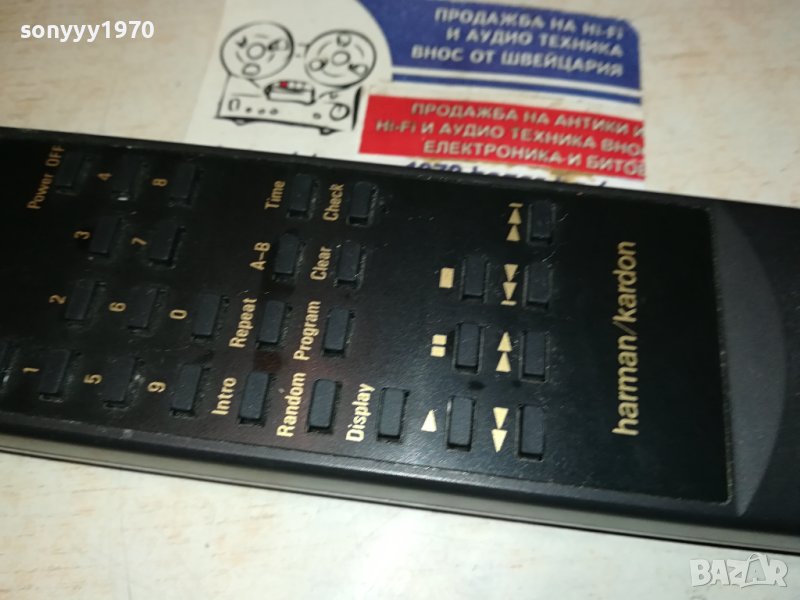 sonyyy1970
ПРОДАЖБА НА HI-FI
И АУДИО ТЕХНИКА
ВНОС ОТ ШВЕЙЦАРИЯ
ПРОДАЖБА НА АНТИКИ И
HI-FI И АУДИО ТЕХНИКА ВНО
ЕЛЕКТРОНИКА И БИТОВ
Power OFF
4
8
3
7
2
6
0
1
5
9
Time
Check
A-B
Clear
Repeat
Program
Intro
Random
Display
harman/kardon
BAZAR